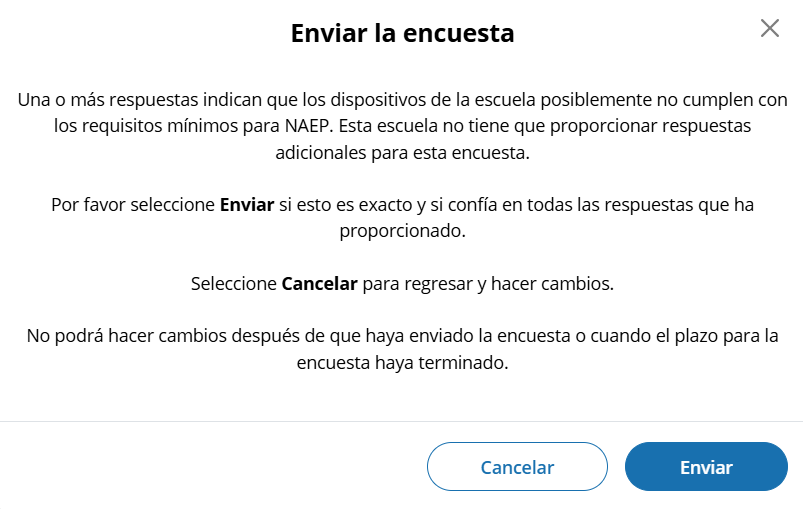 Enviar la encuesta
Una o más respuestas indican que los dispositivos de la escuela posiblemente no cumplen con
los requisitos mínimos para NAEP. Esta escuela no tiene que proporcionar respuestas
adicionales para esta encuesta.
Por favor seleccione Enviar si esto es exacto y si confía en todas las respuestas que ha
proporcionado.
Seleccione Cancelar para regresar y hacer cambios.
No podrá hacer cambios después de que haya enviado la encuesta o cuando el plazo para la
encuesta haya terminado.
Cancelar
Enviar